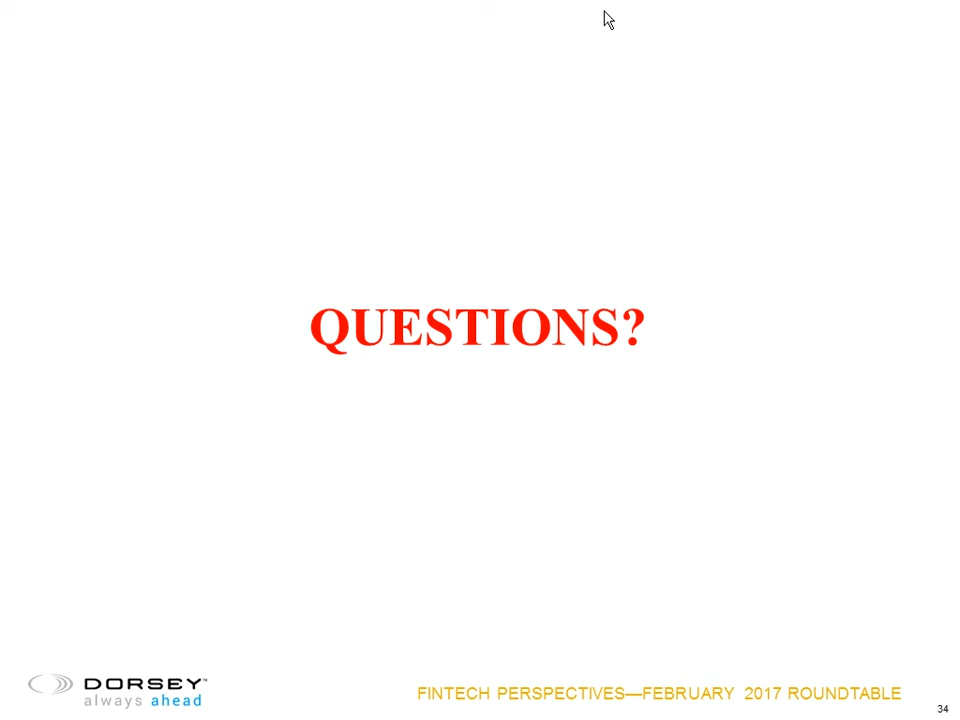 QUESTIONS?
DORSEY™
always ahead
FINTECH PERSPECTIVES—FEBRUARY 2017 ROUNDTABLE
34